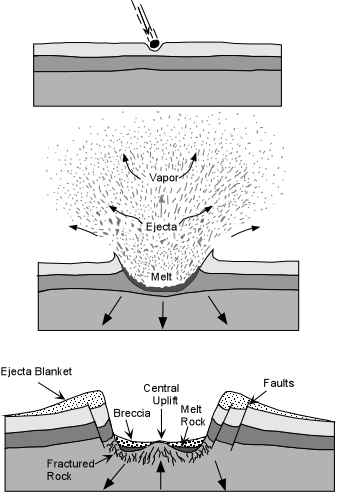 Vapor
Ejecta
Melt
Ejecta Blanket
Central
Uplift
Faults
Breccia
Melt
Rock
Fractured
Rock